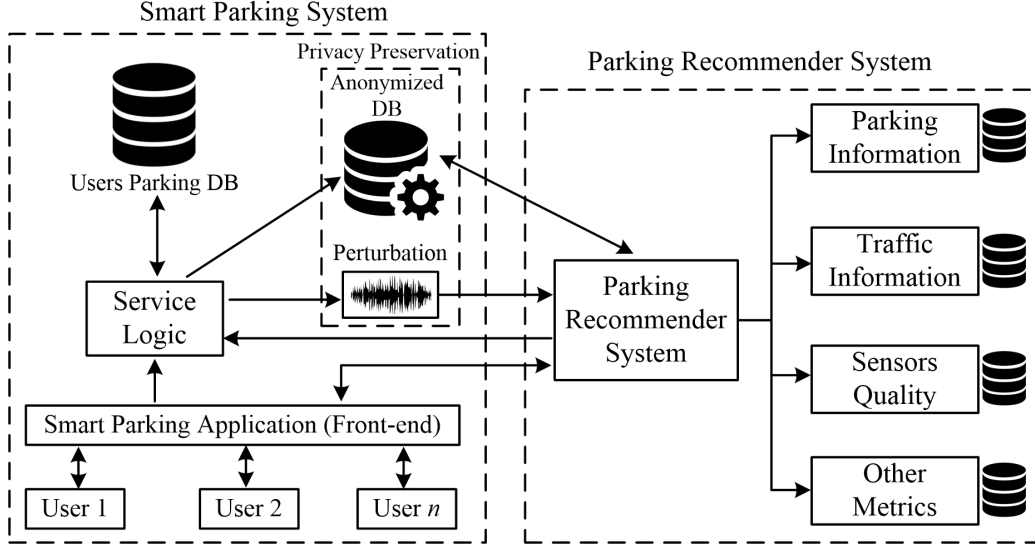 Smart Parking System
Privacy Preservation
Anonymized
DB
Users Parking DB
Perturbation
Service
Logic
Smart Parking Application (Front-end)
User 1
User 2
User n
Parking Recommender System
Parking
Recommender
System
Parking
Information
Traffic
Information
Sensors
Quality
Other
Metrics